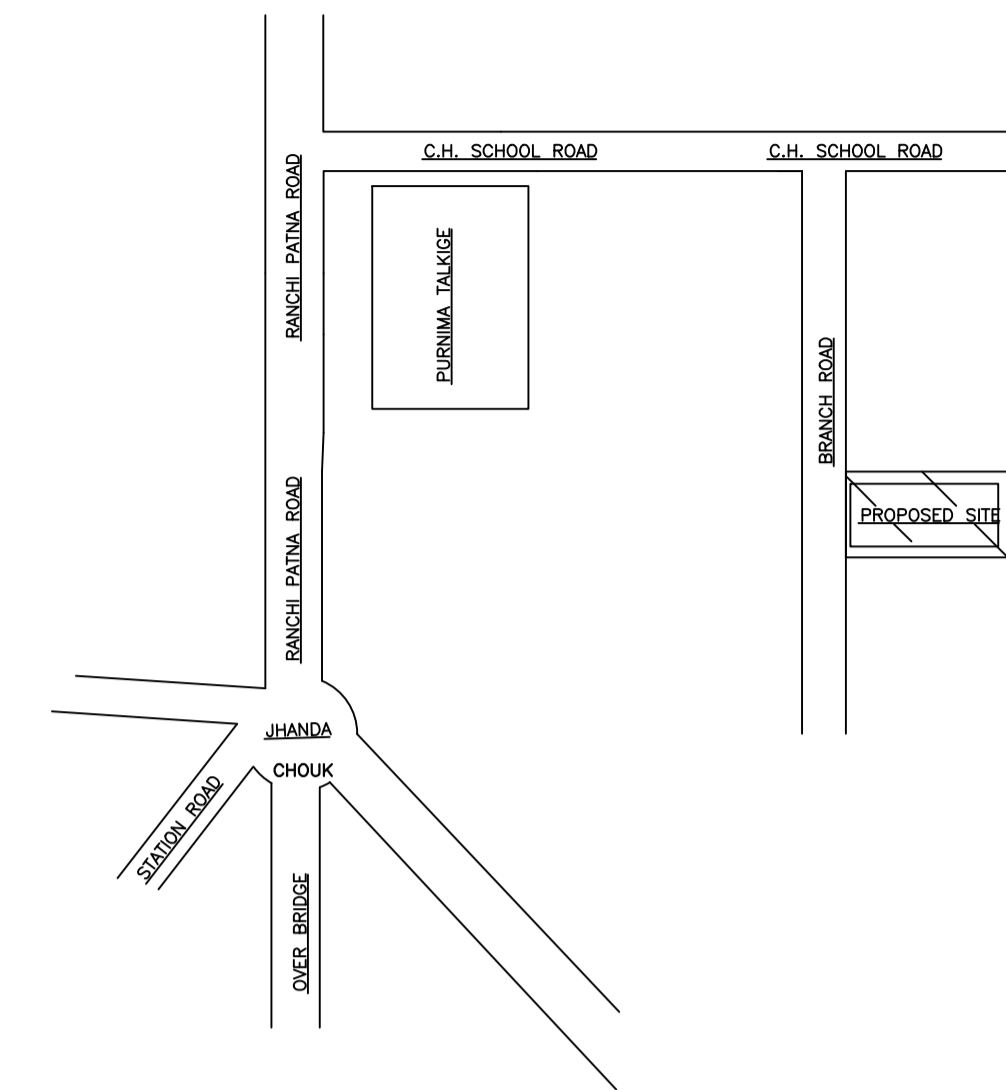 C.H. SCHOOL ROAD
C.H. SCHOOL ROAD
RANCHI PATNA ROAD
PURNIMA TALKIGE
BRANCH ROAD
RANCHI PATNA ROAD
PROPOSED SITE
JHANDA
CHOUK
STATION ROAD
OVER BRIDGE